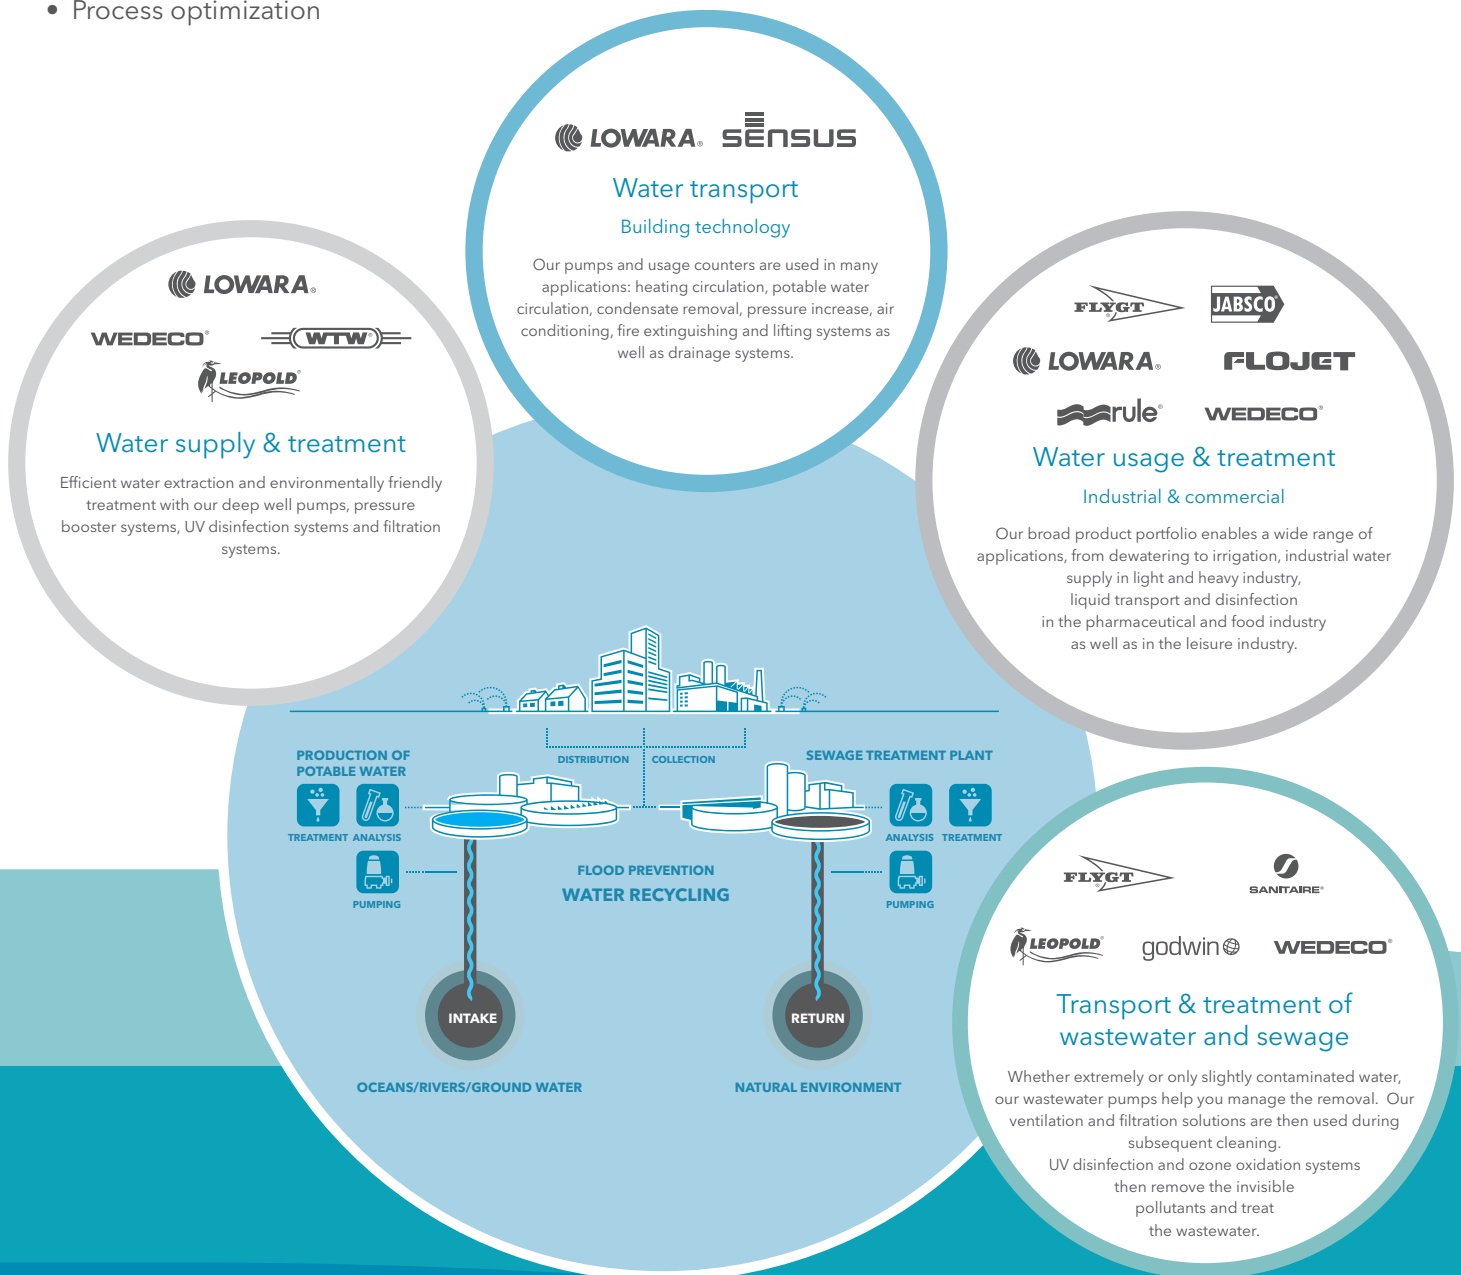 • Process optimization
LOWARA® SENSUS
Water transport
Building technology
Our pumps and usage counters are used in many
applications: heating circulation, potable water
circulation, condensate removal, pressure increase, air
conditioning, fire extinguishing and lifting systems as
well as drainage systems.
LOWARA®
WEDECO® WTW®
LEOPOLD®
Water supply & treatment
Efficient water extraction and environmentally friendly
treatment with our deep well pumps, pressure
booster systems, UV disinfection systems and filtration
systems.
FLYGT® JABSCO®
LOWARA® FLOJET
rule® WEDECO®
Water usage & treatment
Industrial & commercial
Our broad product portfolio enables a wide range of
applications, from dewatering to irrigation, industrial water
supply in light and heavy industry,
liquid transport and disinfection
in the pharmaceutical and food industry
as well as in the leisure industry.
PRODUCTION OF
POTABLE WATER
TREATMENT ANALYSIS
PUMPING
DISTRIBUTION COLLECTION
SEWAGE TREATMENT PLANT
ANALYSIS TREATMENT
PUMPING
FLOOD PREVENTION
WATER RECYCLING
INTAKE
RETURN
OCEANS/RIVERS/GROUND WATER
NATURAL ENVIRONMENT
FLYGT® SANITAIRE®
LEOPOLD® godwin WEDECO®
Transport & treatment of
wastewater and sewage
Whether extremely or only slightly contaminated water,
our wastewater pumps help you manage the removal. Our
ventilation and filtration solutions are then used during
subsequent cleaning.
UV disinfection and ozone oxidation systems
then remove the invisible
pollutants and treat
the wastewater.